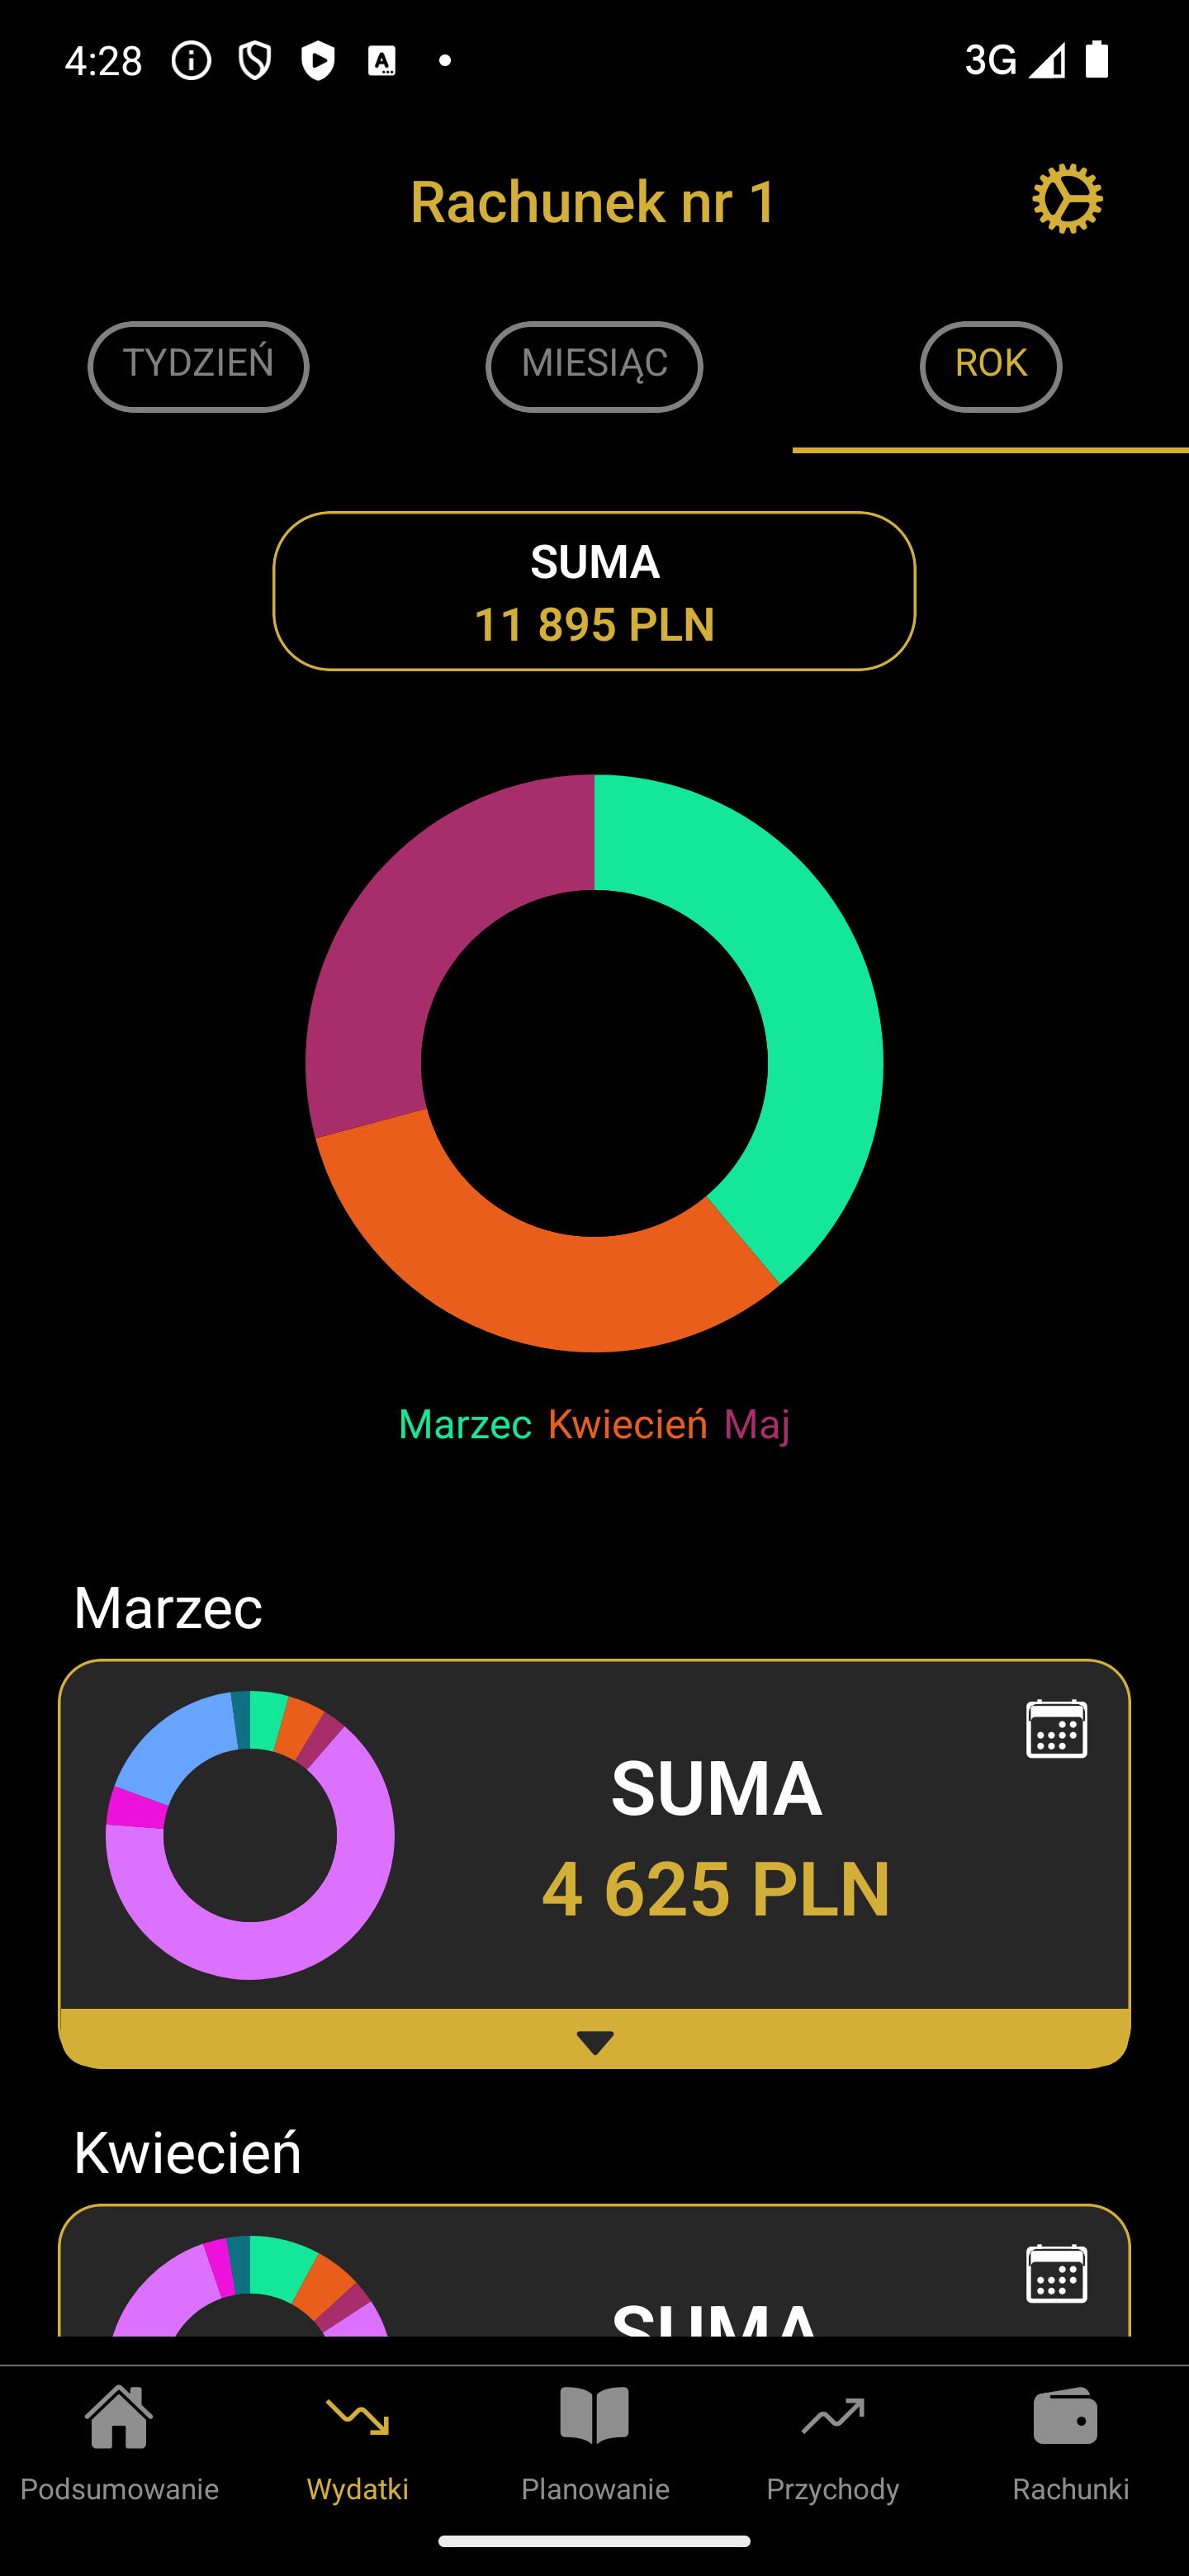 4:28
3G
Rachunek nr 1
TYDZIEŃ
MIESIĄC
ROK
SUMA
11 895 PLN
Marzec Kwiecień Maj
Marzec
SUMA
4 625 PLN
Kwiecień
SUMA
Podsumowanie
Wydatki
Planowanie
Przychody
Rachunki